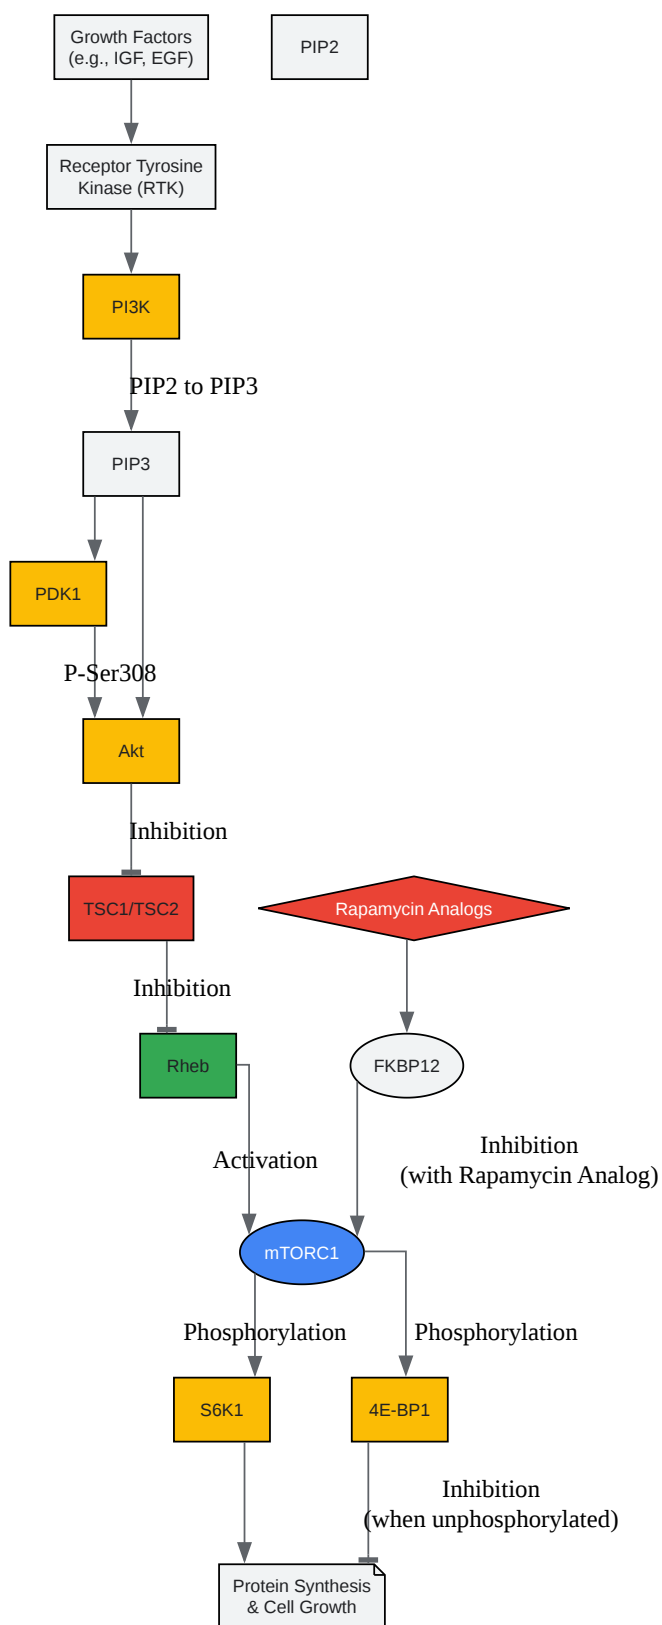 Growth Factors
(e.g., IGF, EGF)
PIP2
Receptor Tyrosine
Kinase (RTK)
PI3K
PIP2 to PIP3
PIP3
PDK1
P-Ser308
Akt
Inhibition
TSC1/TSC2
Rapamycin Analogs
Inhibition
Rheb
FKBP12
Activation
Inhibition
(with Rapamycin Analog)
mTORC1
Phosphorylation
Phosphorylation
S6K1
4E-BP1
Inhibition
(when unphosphorylated)
Protein Synthesis
& Cell Growth